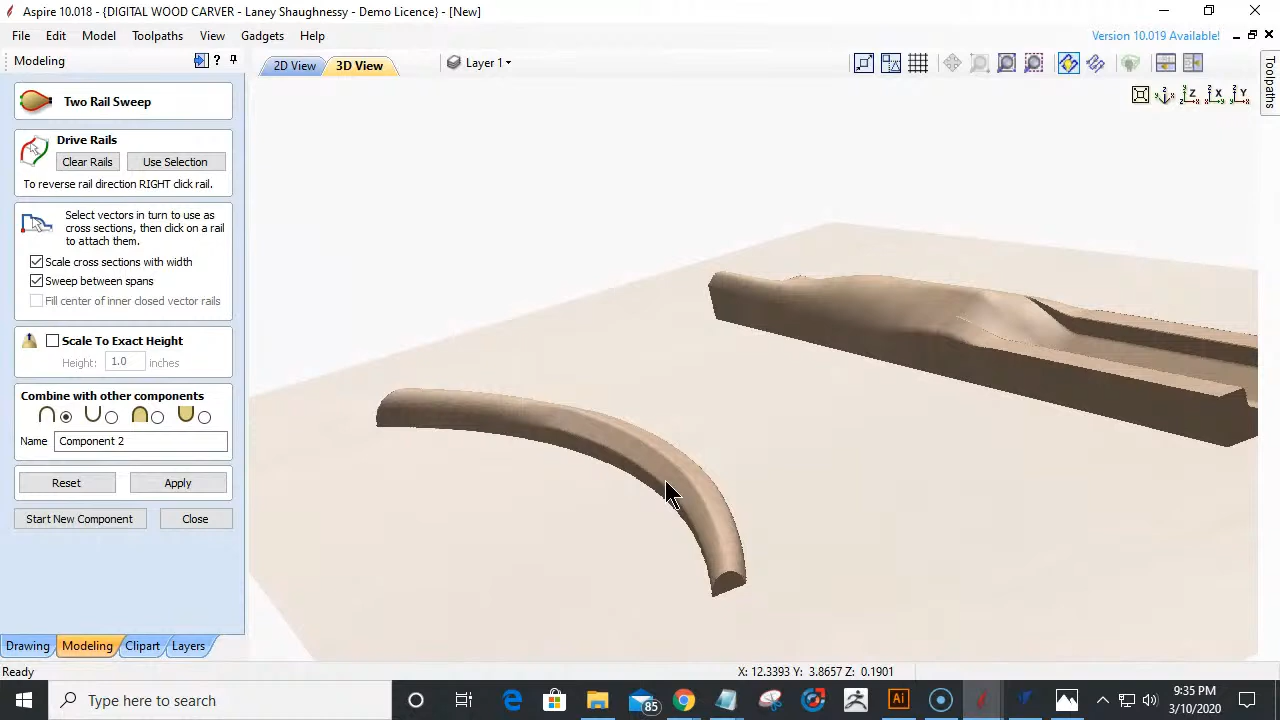 Aspire 10.018 - {DIGITAL WOOD CARVER - Laney Shaughnessy - Demo Licence} - [New]
File Edit Model Toolpaths View Gadgets Help
Version 10.019 Available!
Modeling
2D View
3D View
Layer 1
Toolpaths
Z X Y
Two Rail Sweep
Drive Rails
Clear Rails
Use Selection
To reverse rail direction RIGHT click rail.
Select vectors in turn to use as
cross sections, then click on a rail
to attach them.
Scale cross sections with width
Sweep between spans
Fill center of inner closed vector rails
Scale To Exact Height
Height: 1.0 inches
Combine with other components
Name Component 2
Reset
Apply
Start New Component
Close
Drawing Modeling Clipart Layers
Ready
X: 12.3393 Y: 3.8657 Z: 0.1901
Type here to search
85
Ai
9:35 PM
3/10/2020